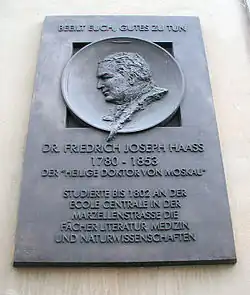 BEEILT EUCH, GUTES ZU TUN
DR. FRIEDRICH JOSEPH HAASS
1780 - 1853
DER "HEILIGE DOKTOR VON MOSKAU"
STUDIERTE BIS 1802 AN DER
ECOLE CENTRALE IN DER
MARZELLENSTRASSE DIE
FÄCHER LITERATUR, MEDIZIN
UND NATURWISSENSCHAFTEN